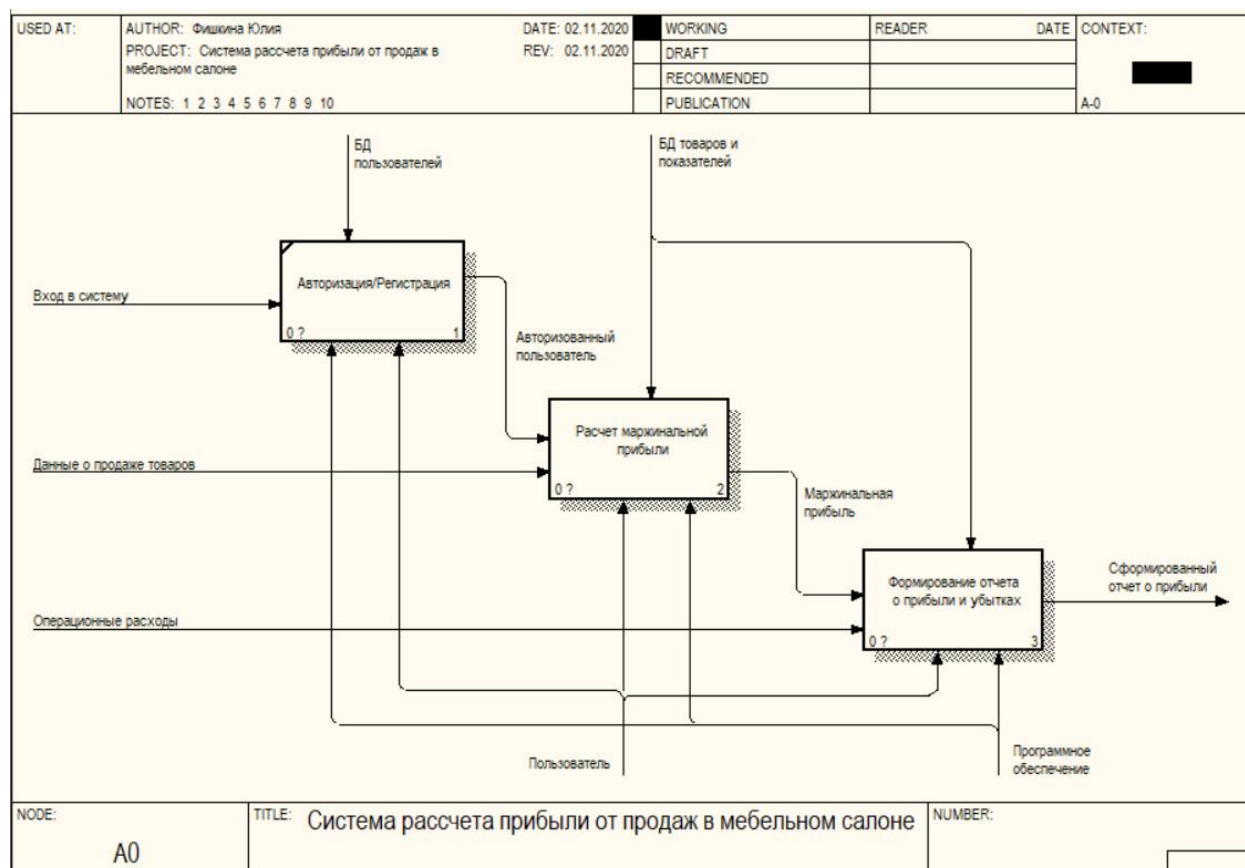 USED AT:
AUTHOR: Фишкина Юлия
DATE: 02.11.2020
PROJECT: Система рассчета прибыли от продаж в
мебельном салоне
REV: 02.11.2020
NOTES: 1 2 3 4 5 6 7 8 9 10
WORKING
DRAFT
RECOMMENDED
PUBLICATION
READER
DATE
CONTEXT:
A-0
БД
пользователей
БД товаров и
показателей
Авторизация/Регистрация
0 ?
1
Вход в систему
Авторизованный
пользователь
Расчет маржинальной
прибыли
0 ?
2
Данные о продаже товаров
Маржинальная
прибыль
Формирование отчета
о прибыли и убытках
0 ?
3
Сформированный
отчет о прибыли
Операционные расходы
Пользователь
Программное
обеспечение
NODE:
A0
TITLE: Система рассчета прибыли от продаж в мебельном салоне
NUMBER: